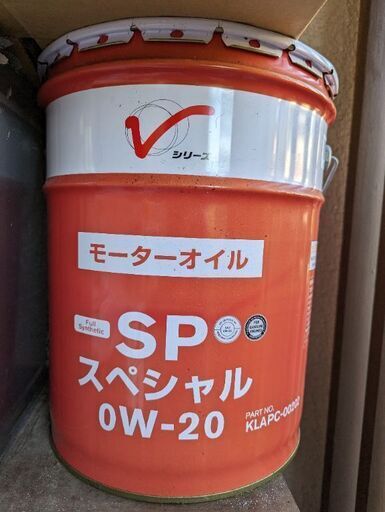 シリーズ
モーターオイル
Full
Synthetic
SP
スペシャル
0W-20
PART NO.